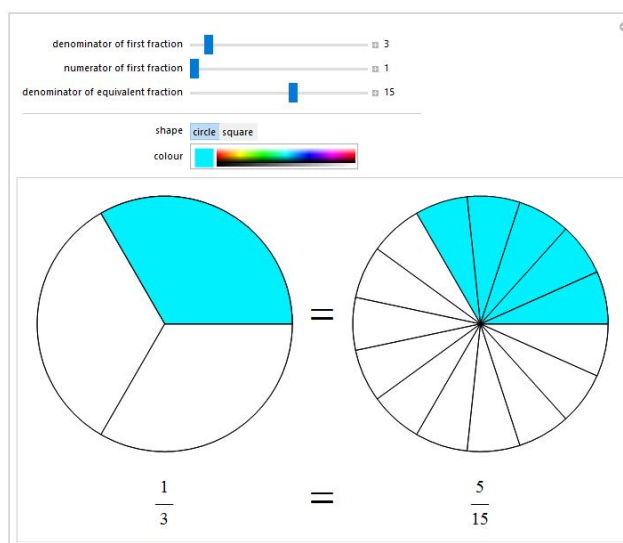 denominator of first fraction 3
numerator of first fraction 1
denominator of equivalent fraction 15
shape circle square
colour
=
1
3
=
5
15